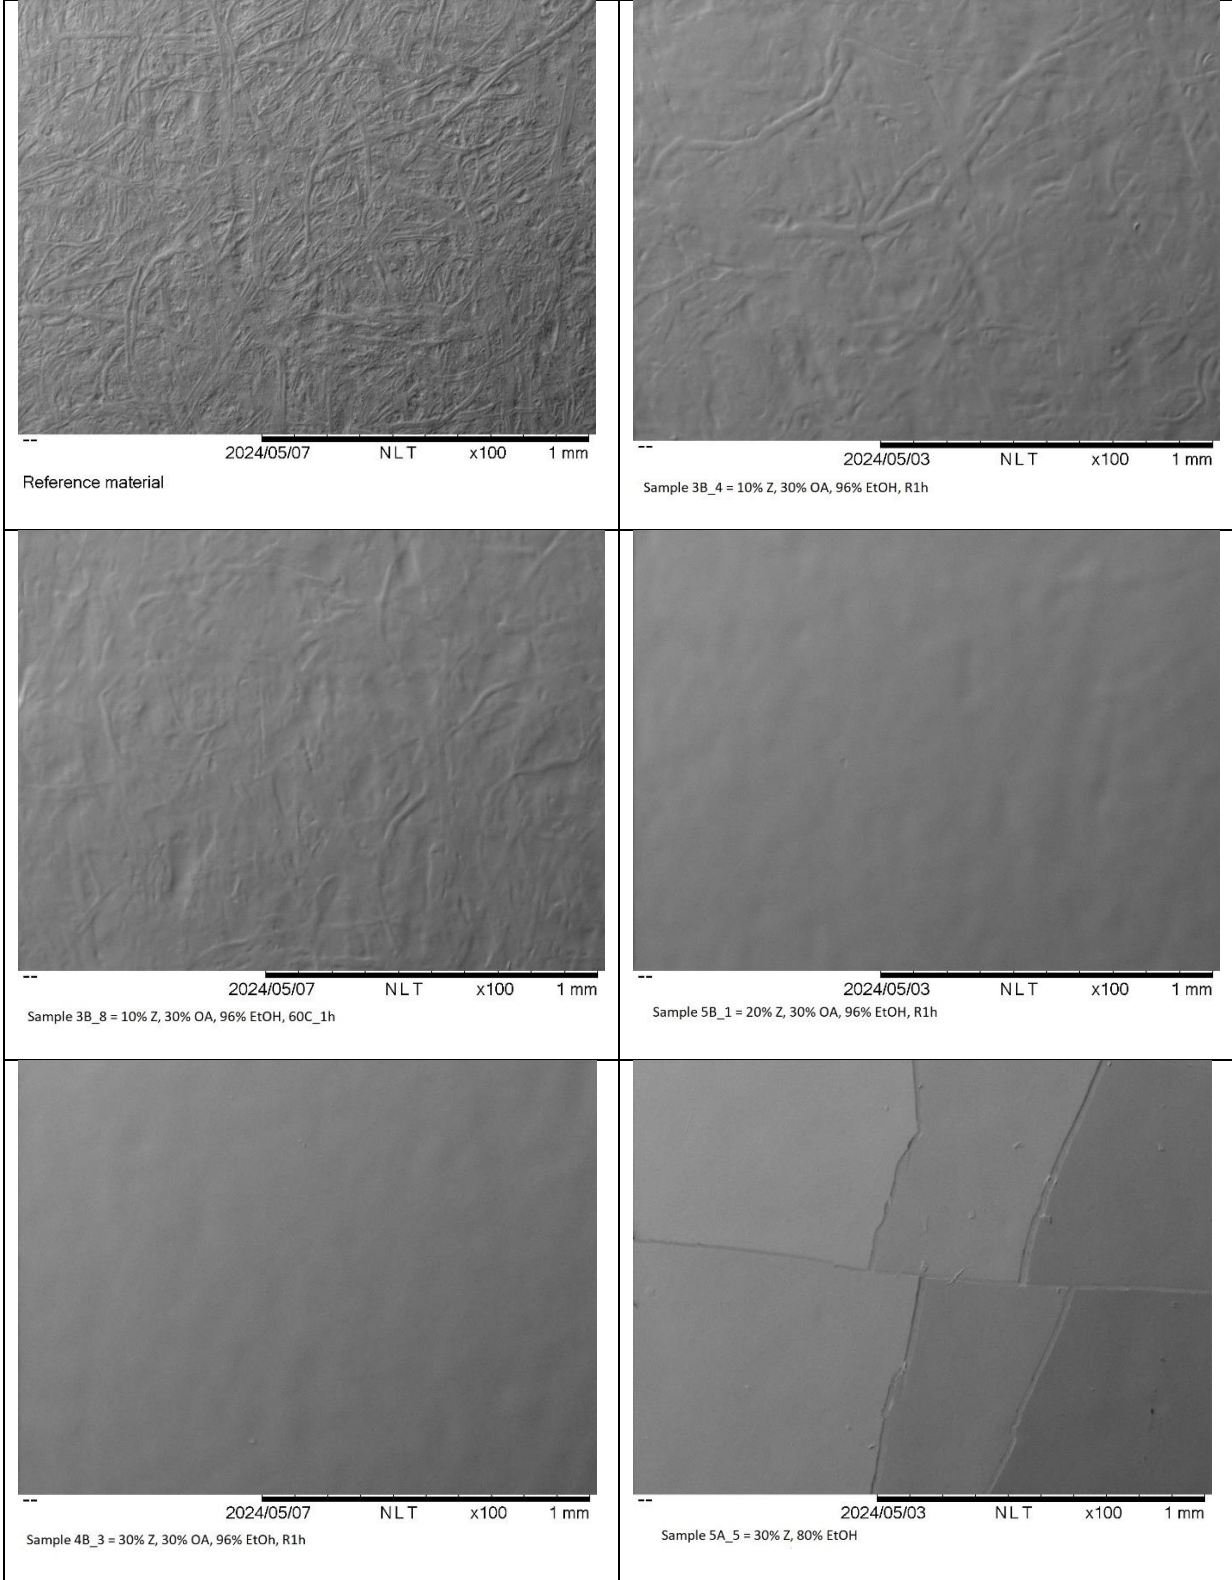 -- 2024/05/07 NLT x100 1 mm
Reference material
-- 2024/05/03 NLT x100 1 mm
Sample 3B_4 = 10% Z, 30% OA, 96% EtOH, R1h
-- 2024/05/07 NLT x100 1 mm
Sample 3B_8 = 10% Z, 30% OA, 96% EtOH, 60C_1h
-- 2024/05/03 NLT x100 1 mm
Sample 5B_1 = 20% Z, 30% OA, 96% EtOH, R1h
-- 2024/05/07 NLT x100 1 mm
Sample 4B_3 = 30% Z, 30% OA, 96% EtOh, R1h
-- 2024/05/03 NLT x100 1 mm
Sample 5A_5 = 30% Z, 80% EtOH